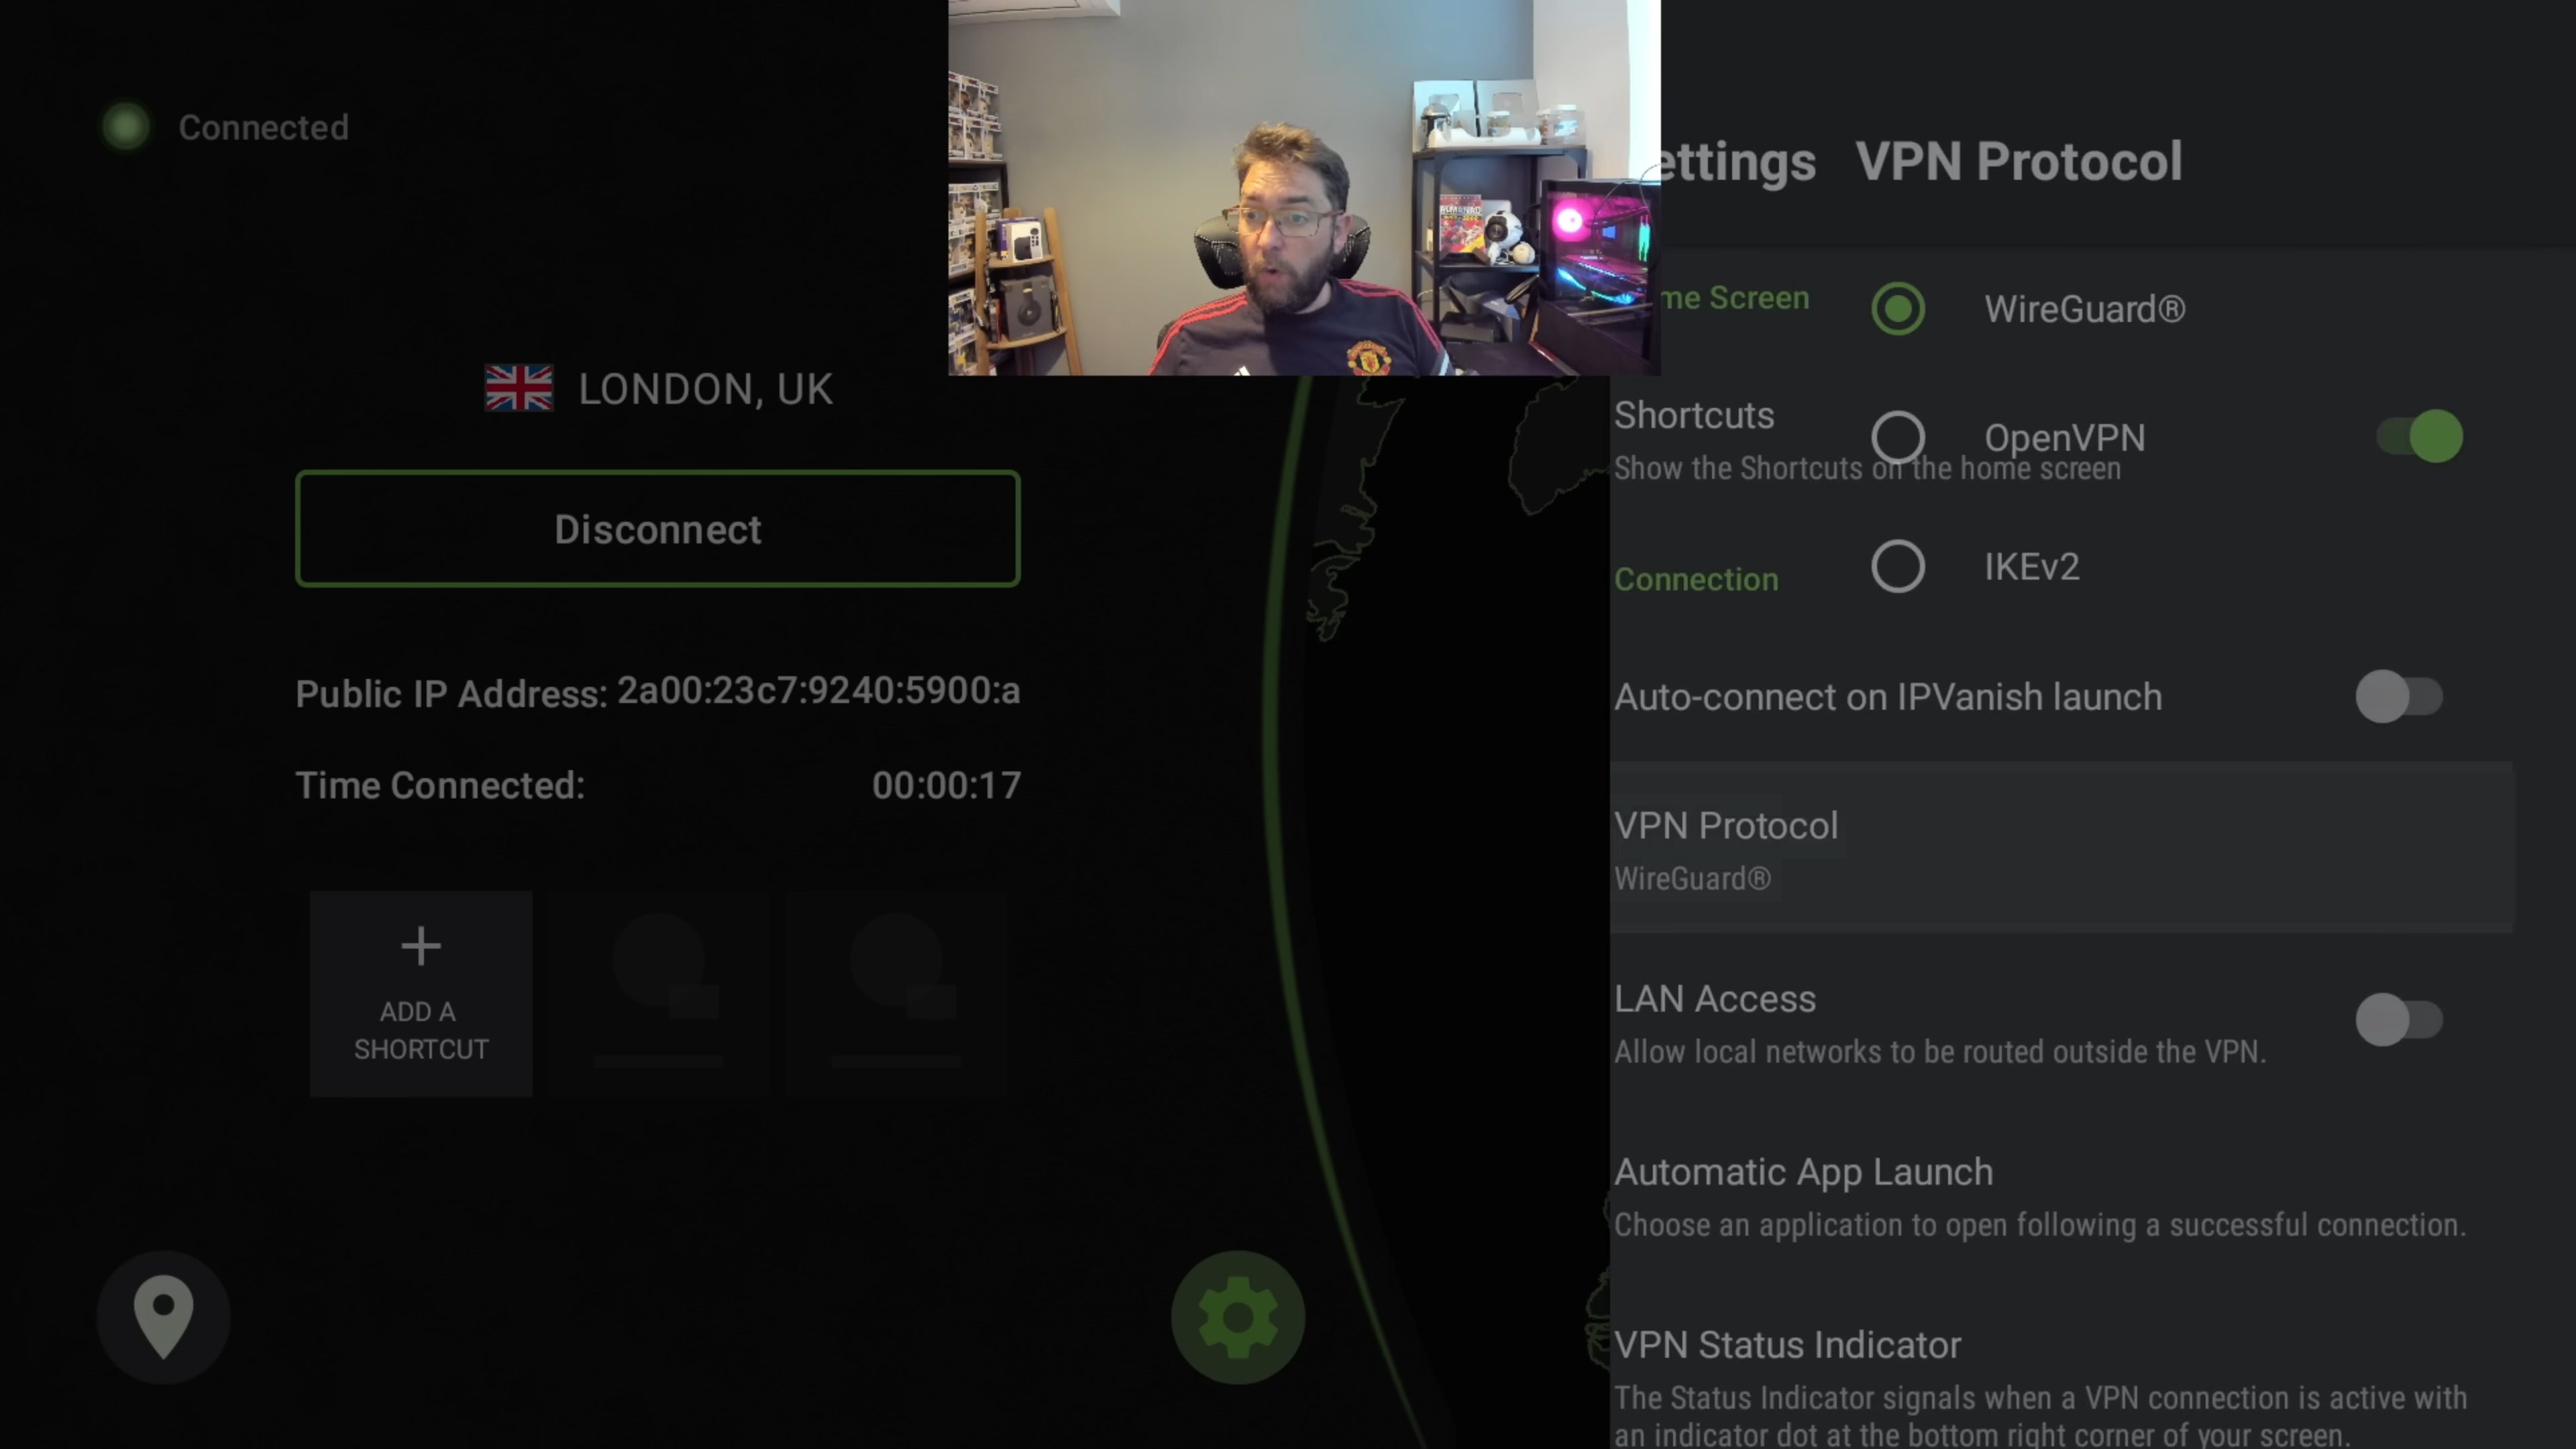 Connected
LONDON, UK
Disconnect
Public IP Address: 2a00:23c7:9240:5900:a
Time Connected: 00:00:17
+
ADD A
SHORTCUT
ettings VPN Protocol
me Screen
WireGuard®
Shortcuts
OpenVPN
Show the Shortcuts on the home screen
Connection
IKEv2
Auto-connect on IPVanish launch
VPN Protocol
WireGuard®
LAN Access
Allow local networks to be routed outside the VPN.
Automatic App Launch
Choose an application to open following a successful connection.
VPN Status Indicator
The Status Indicator signals when a VPN connection is active with
an indicator dot at the bottom right corner of your screen.